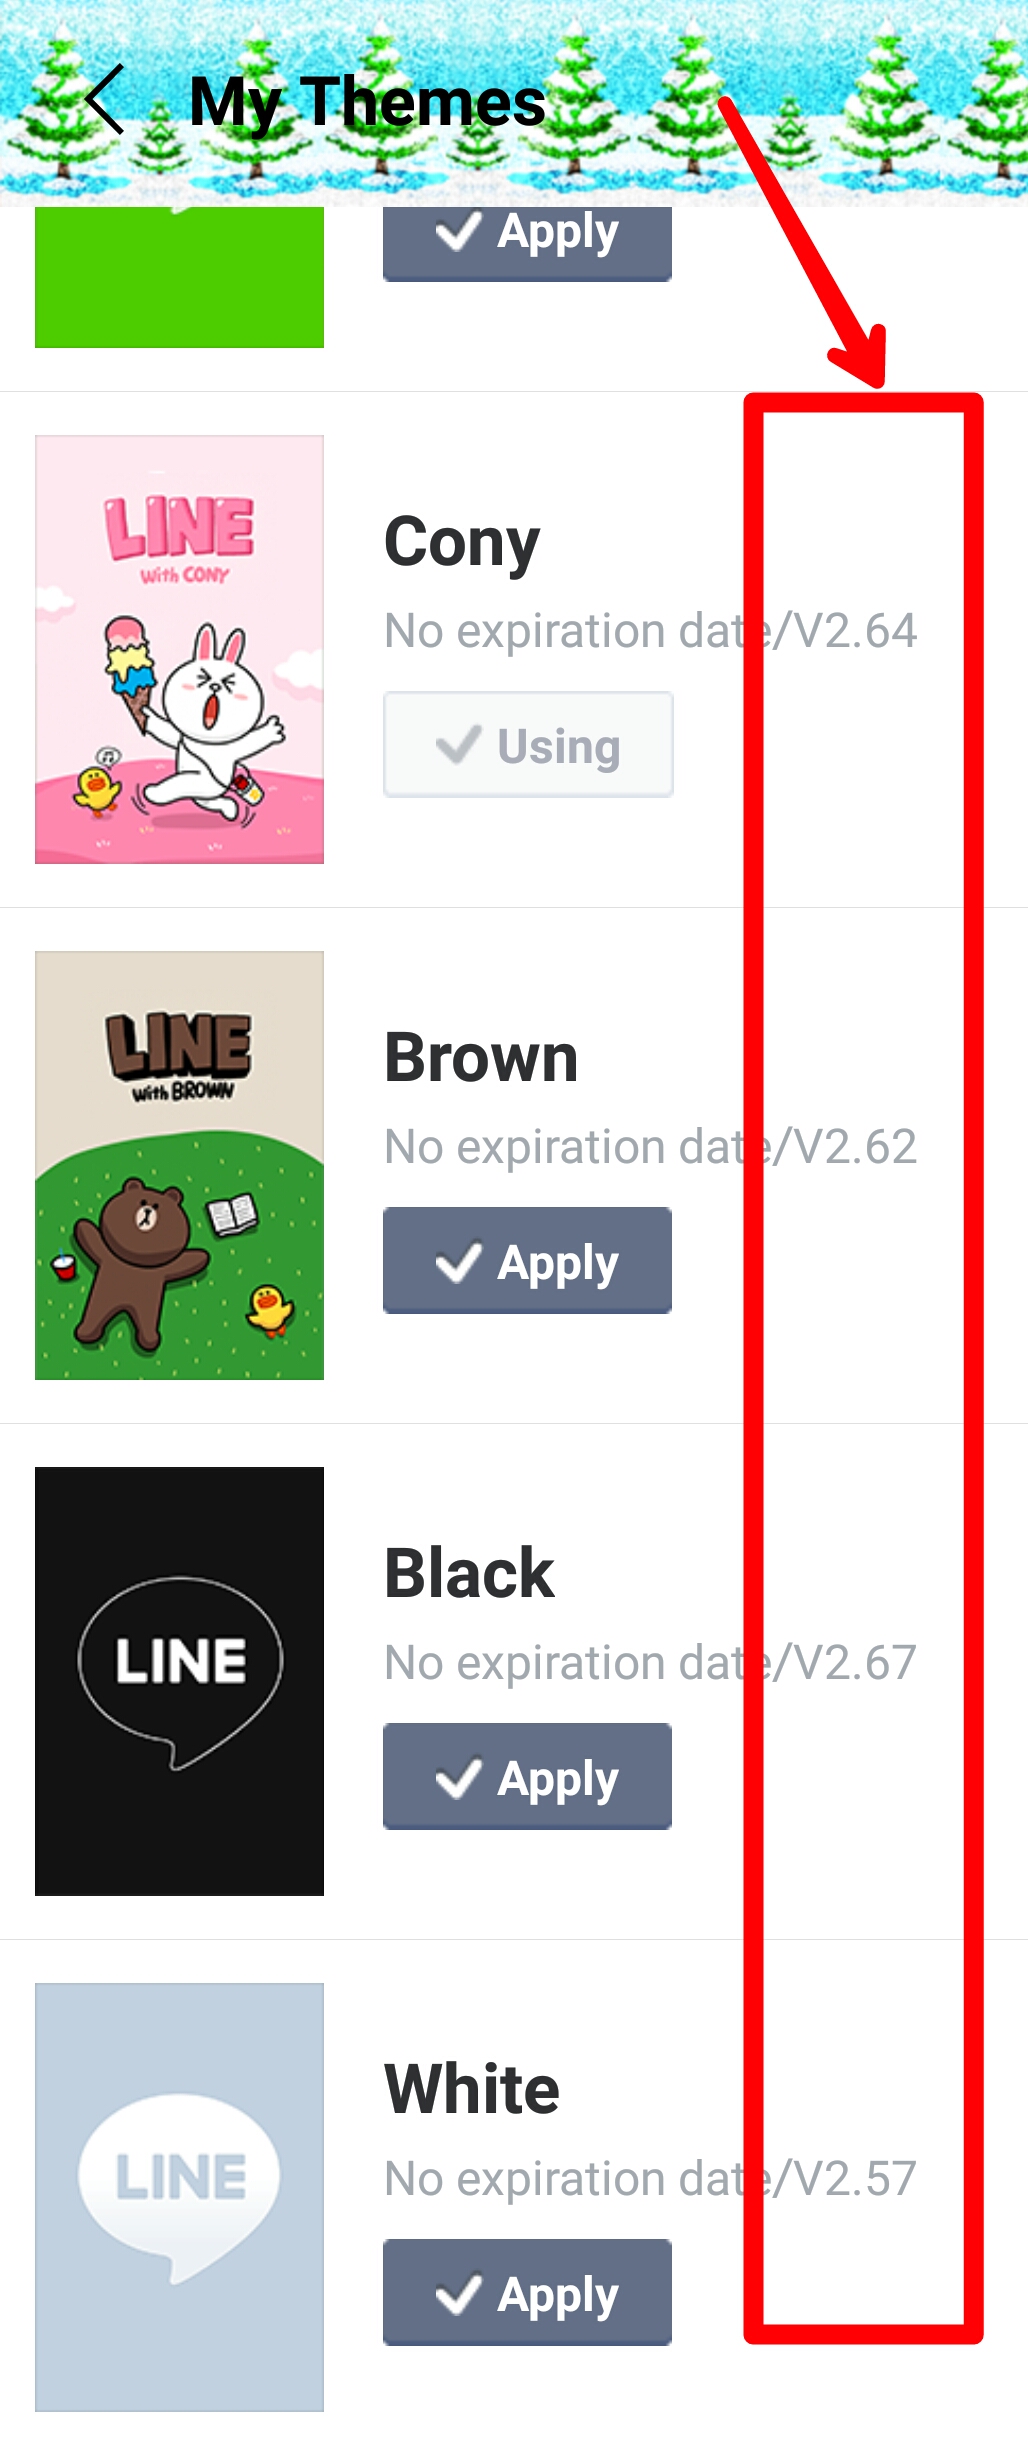 My Themes
Apply
LINE
with CONY
Cony
No expiration date/V2.64
Using
LINE
with BROWN
Brown
No expiration date/V2.62
Apply
LINE
Black
No expiration date/V2.67
Apply
LINE
White
No expiration date/V2.57
Apply